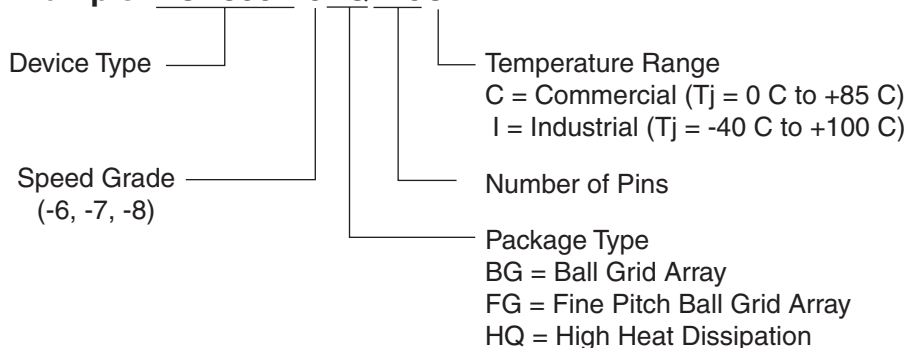 Device Type
Temperature Range
C = Commercial (Tj = 0 C to +85 C)
I = Industrial (Tj = -40 C to +100 C)
Speed Grade
(-6, -7, -8)
Number of Pins
Package Type
BG = Ball Grid Array
FG = Fine Pitch Ball Grid Array
HQ = High Heat Dissipation